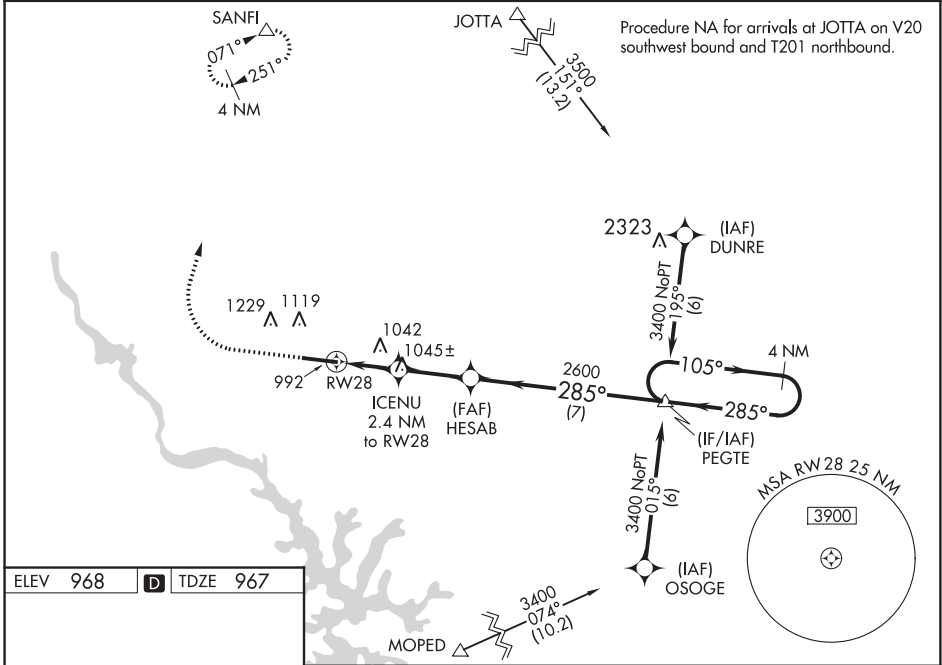 SANFI
071°
251°
4 NM
JOTTA
3500
151°
(13.2)
Procedure NA for arrivals at JOTTA on V20
southwest bound and T201 northbound.
2323
(IAF)
DUNRE
3400 NoPT
195°
(6)
1229
1119
1042
1045±
992
RW28
ICENU
2.4 NM
to RW28
(FAF)
HESAB
2600
285°
(7)
105°
4 NM
285°
(IF/IAF)
PEGTE
3400 NoPT
015°
(6)
(IAF)
OSOGE
MSA RW28 25 NM
3900
MOPED
3400
074°
(10.2)
ELEV 968 D TDZE 967